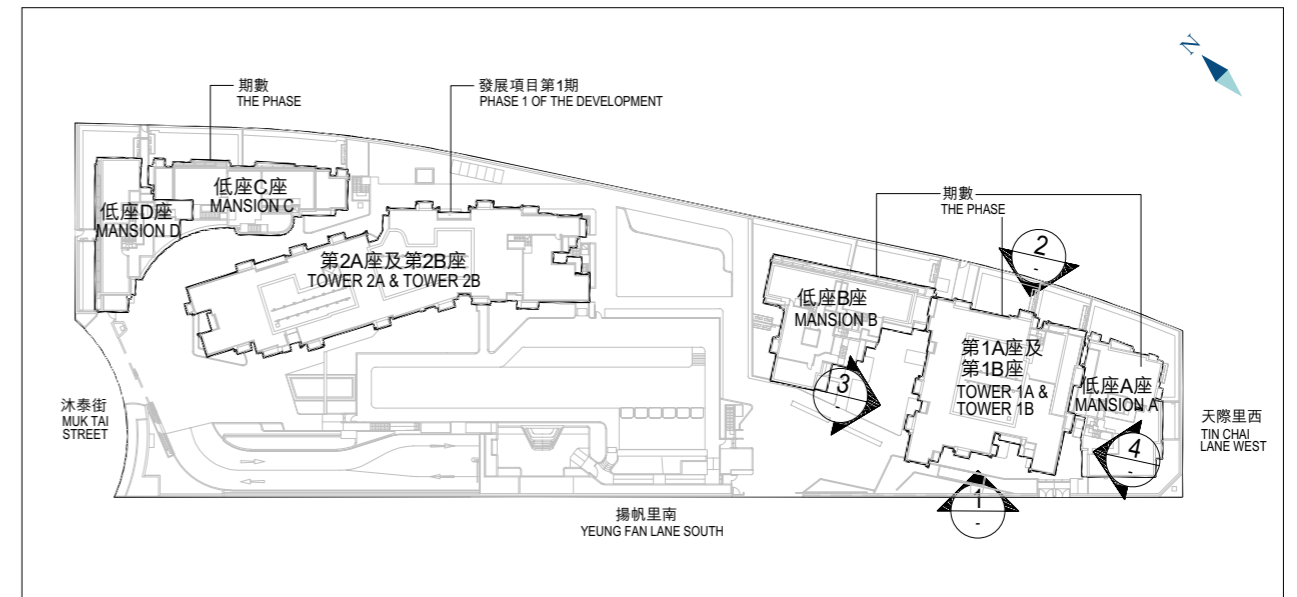 N
期數
THE PHASE
發展項目第1期
PHASE 1 OF THE DEVELOPMENT
低座C座
MANSION C
低座D座
MANSION D
第2A座及第2B座
TOWER 2A & TOWER 2B
期數
THE PHASE
2
-
低座B座
MANSION B
第1A座及
第1B座
TOWER 1A &
TOWER 1B
低座A座
MANSION A
3
-
4
-
1
-
沐泰街
MUK TAI
STREET
天際里西
TIN CHAI
LANE WEST
揚帆里南
YEUNG FAN LANE SOUTH